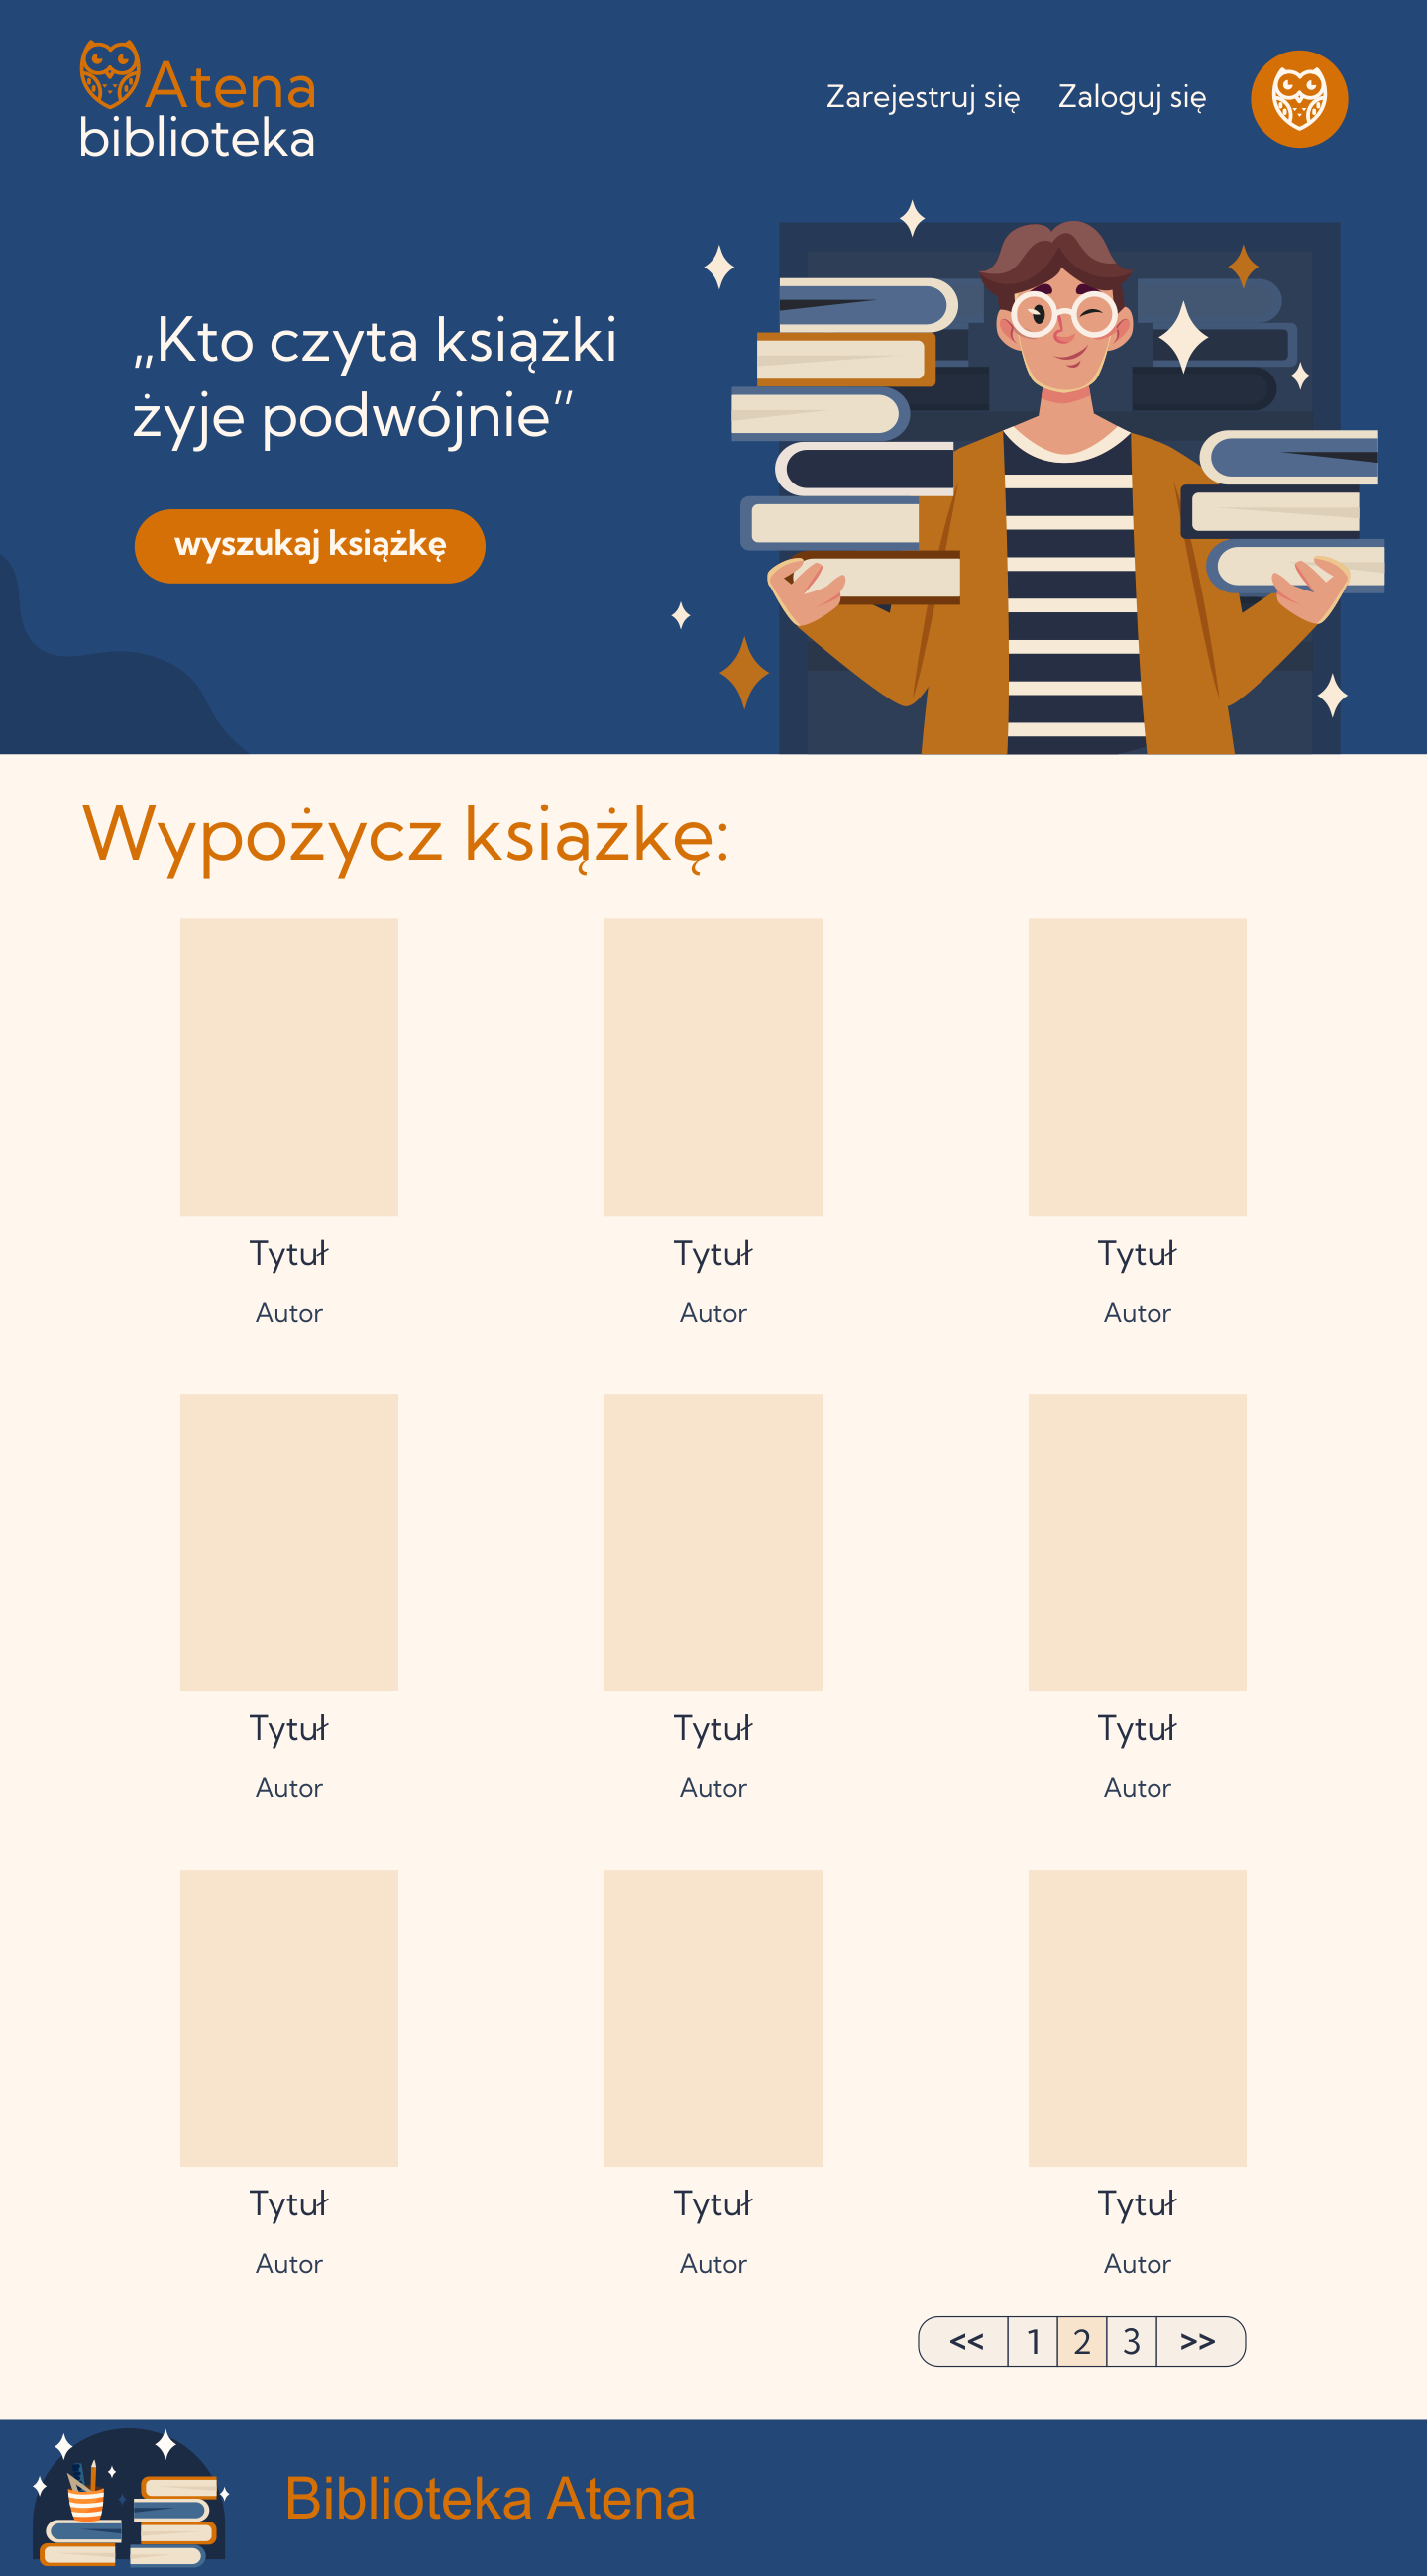 Atena
biblioteka
Zarejestruj się
Zaloguj się
„Kto czyta książki
żyje podwójnie”
wyszukaj książkę
Wypożycz książkę:
Tytuł
Tytuł
Tytuł
Autor
Autor
Autor
Tytuł
Tytuł
Tytuł
Autor
Autor
Autor
Tytuł
Tytuł
Tytuł
Autor
Autor
Autor
<< 1 2 3 >>
Biblioteka Atena